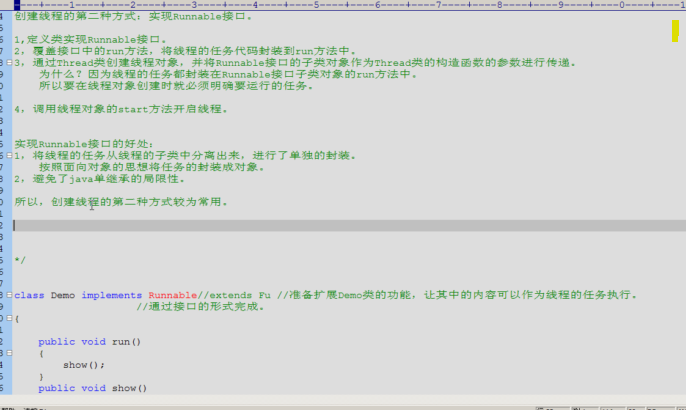 创建线程的第二种方式：实现Runnable接口。
1,定义类实现Runnable接口。
2，覆盖接口中的run方法，将线程的任务代码封装到run方法中。
3，通过Thread类创建线程对象，并将Runnable接口的子类对象作为Thread类的构造函数的参数进行传递。
为什么？因为线程的任务都封装在Runnable接口子类对象的run方法中。
所以要在线程对象创建时就必须明确要运行的任务。
4，调用线程对象的start方法开启线程。
实现Runnable接口的好处：
1，将线程的任务从线程的子类中分离出来，进行了单独的封装。
按照面向对象的思想将任务的封装成对象。
2，避免了java单继承的局限性。
所以，创建线程的第二种方式较为常用。
*/
class Demo implements Runnable//extends Fu //准备扩展Demo类的功能，让其中的内容可以作为线程的任务执行。
//通过接口的形式完成。
{
public void run()
{
show();
}
public void show()